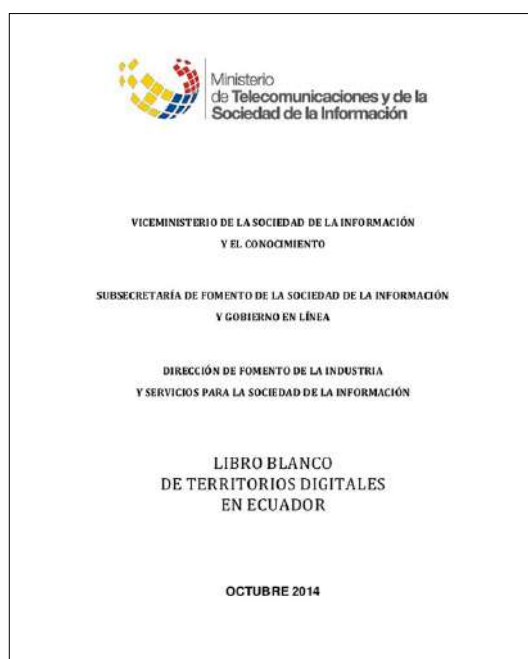 Ministerio
de Telecomunicaciones y de la
Sociedad de la Información
VICEMINISTERIO DE LA SOCIEDAD DE LA INFORMACIÓN
Y EL CONOCIMIENTO
SUBSECRETARÍA DE FOMENTO DE LA SOCIEDAD DE LA INFORMACIÓN
Y GOBIERNO EN LÍNEA
DIRECCIÓN DE FOMENTO DE LA INDUSTRIA
Y SERVICIOS PARA LA SOCIEDAD DE LA INFORMACIÓN
LIBRO BLANCO
DE TERRITORIOS DIGITALES
EN ECUADOR
OCTUBRE 2014